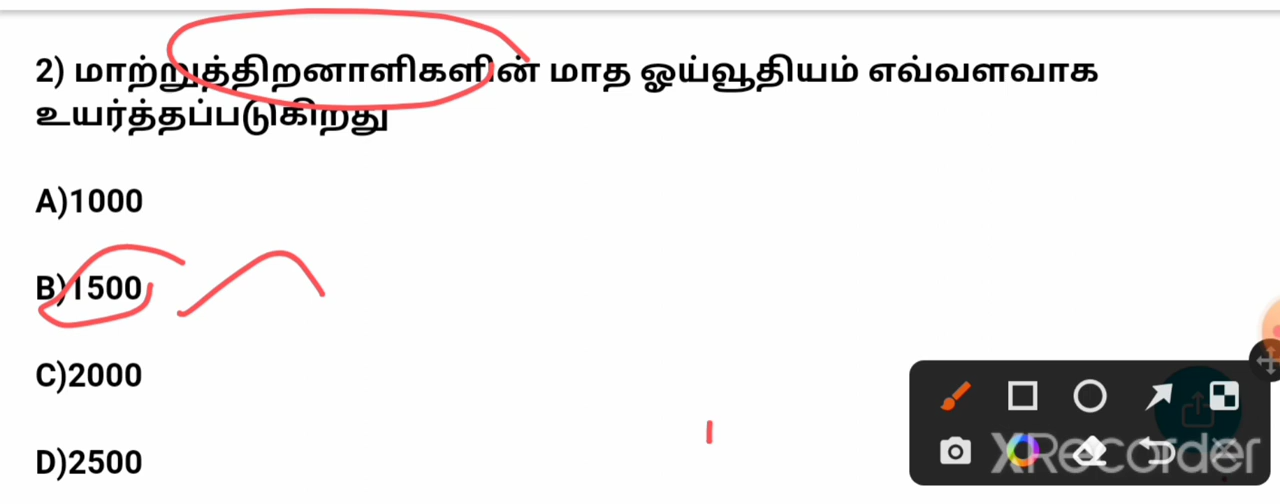 2) மாற்றுத்திறனாளிகளின் மாத ஓய்வூதியம் எவ்வளவாக
உயர்த்தப்படுகிறது
A)1000
B)1500
C)2000
D)2500
XRecorder